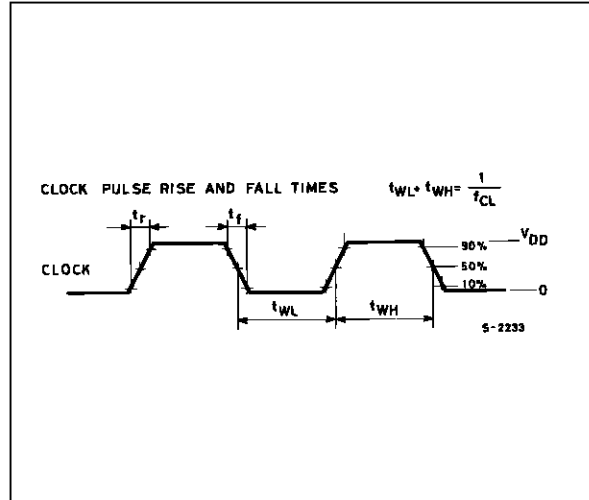 CLOCK PULSE RISE AND FALL TIMES
tWL+ tWH= 1/fCL
tr
tf
VDD
90%
CLOCK
50%
10%
0
tWL
tWH
S-2233